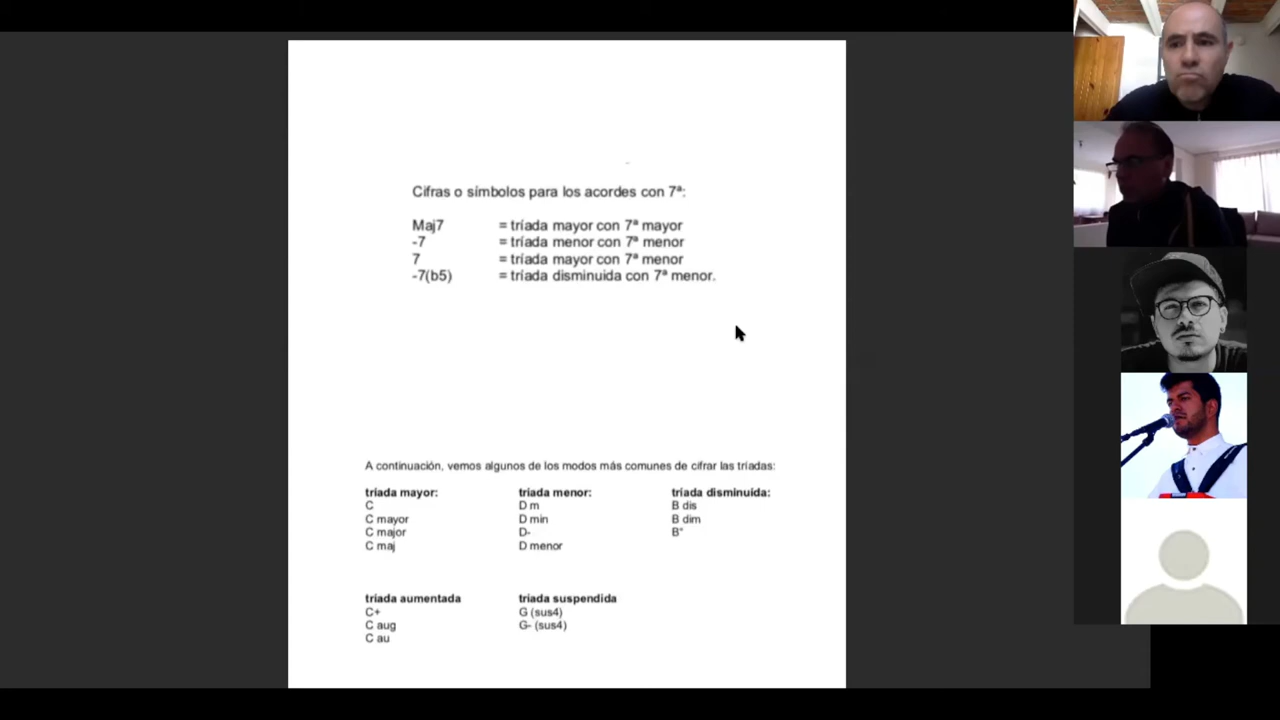 Cifras o símbolos para los acordes con 7ª:
Maj7 = tríada mayor con 7ª mayor
-7 = tríada menor con 7ª menor
7 = tríada mayor con 7ª menor
-7(b5) = tríada disminuida con 7ª menor.
A continuación, vemos algunos de los modos más comunes de cifrar las tríadas:
tríada mayor: tríada menor: tríada disminuída:
C D m B dis
C mayor D min B dim
C major D- B°
C maj D menor
tríada aumentada tríada suspendida
C+ G (sus4)
C aug G- (sus4)
C au